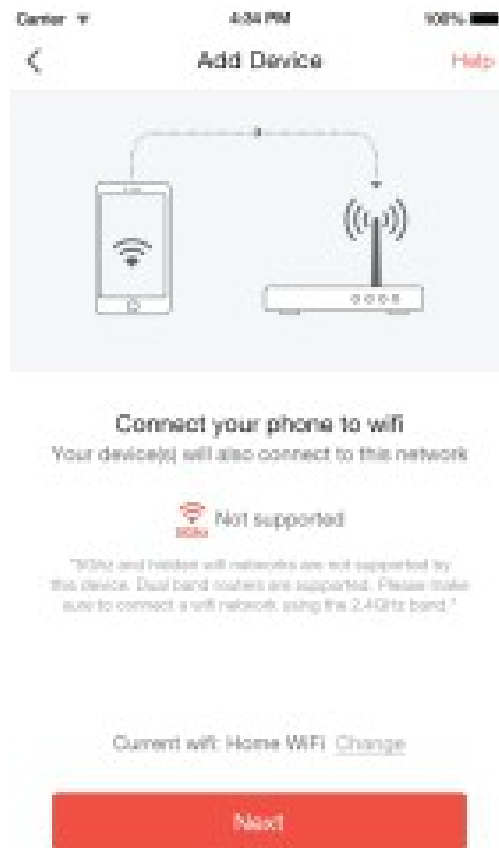 Carrier 4:34 PM 100%
Add Device Help
Connect your phone to wifi
Your device(s) will also connect to this network
5Ghz Not supported
"5Ghz and hidden wifi networks are not supported by
this device. Dual band routers are supported. Please make
sure to connect a wifi network using the 2.4GHz band."
Current wifi: Home WiFi Change
Next